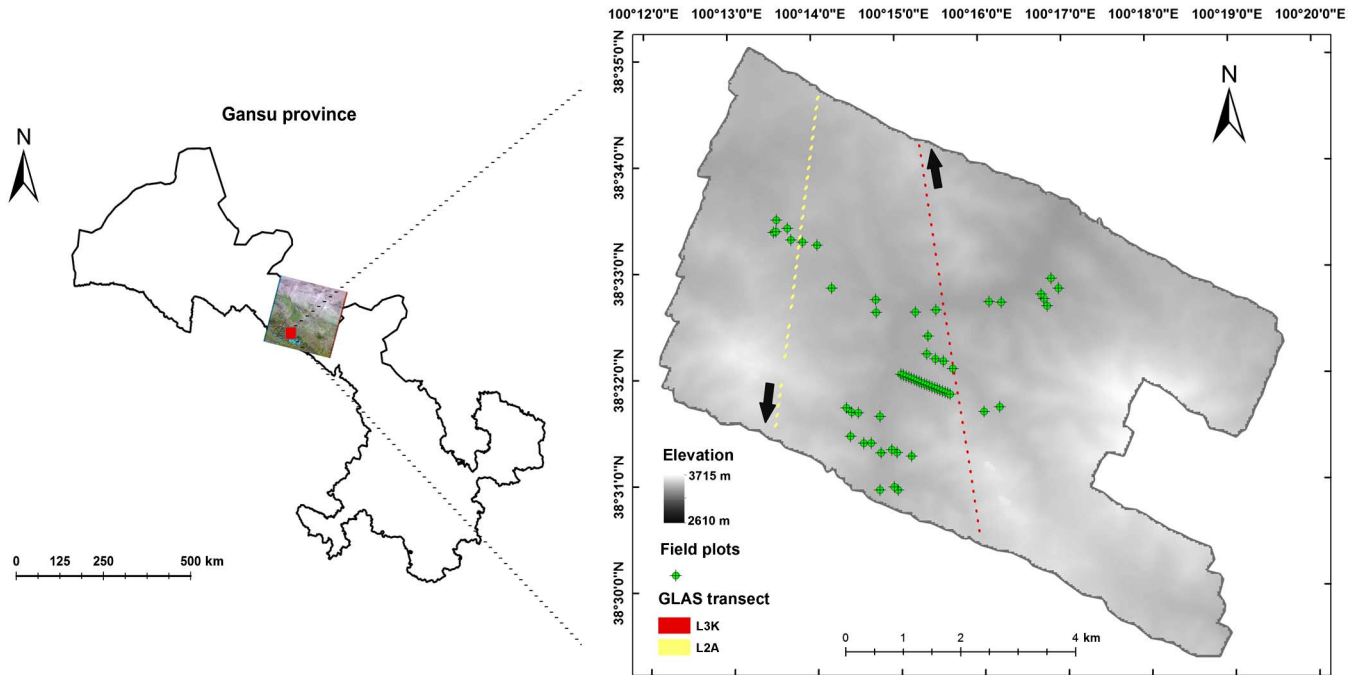 Gansu province
N
0 125 250 500 km
100°12'0"E 100°13'0"E 100°14'0"E 100°15'0"E 100°16'0"E 100°17'0"E 100°18'0"E 100°19'0"E 100°20'0"E
38°35'0"N
38°34'0"N
38°33'0"N
38°32'0"N
38°31'0"N
38°30'0"N
N
Elevation
3715 m
2610 m
Field plots
GLAS transect
L3K
L2A
0 1 2 4 km